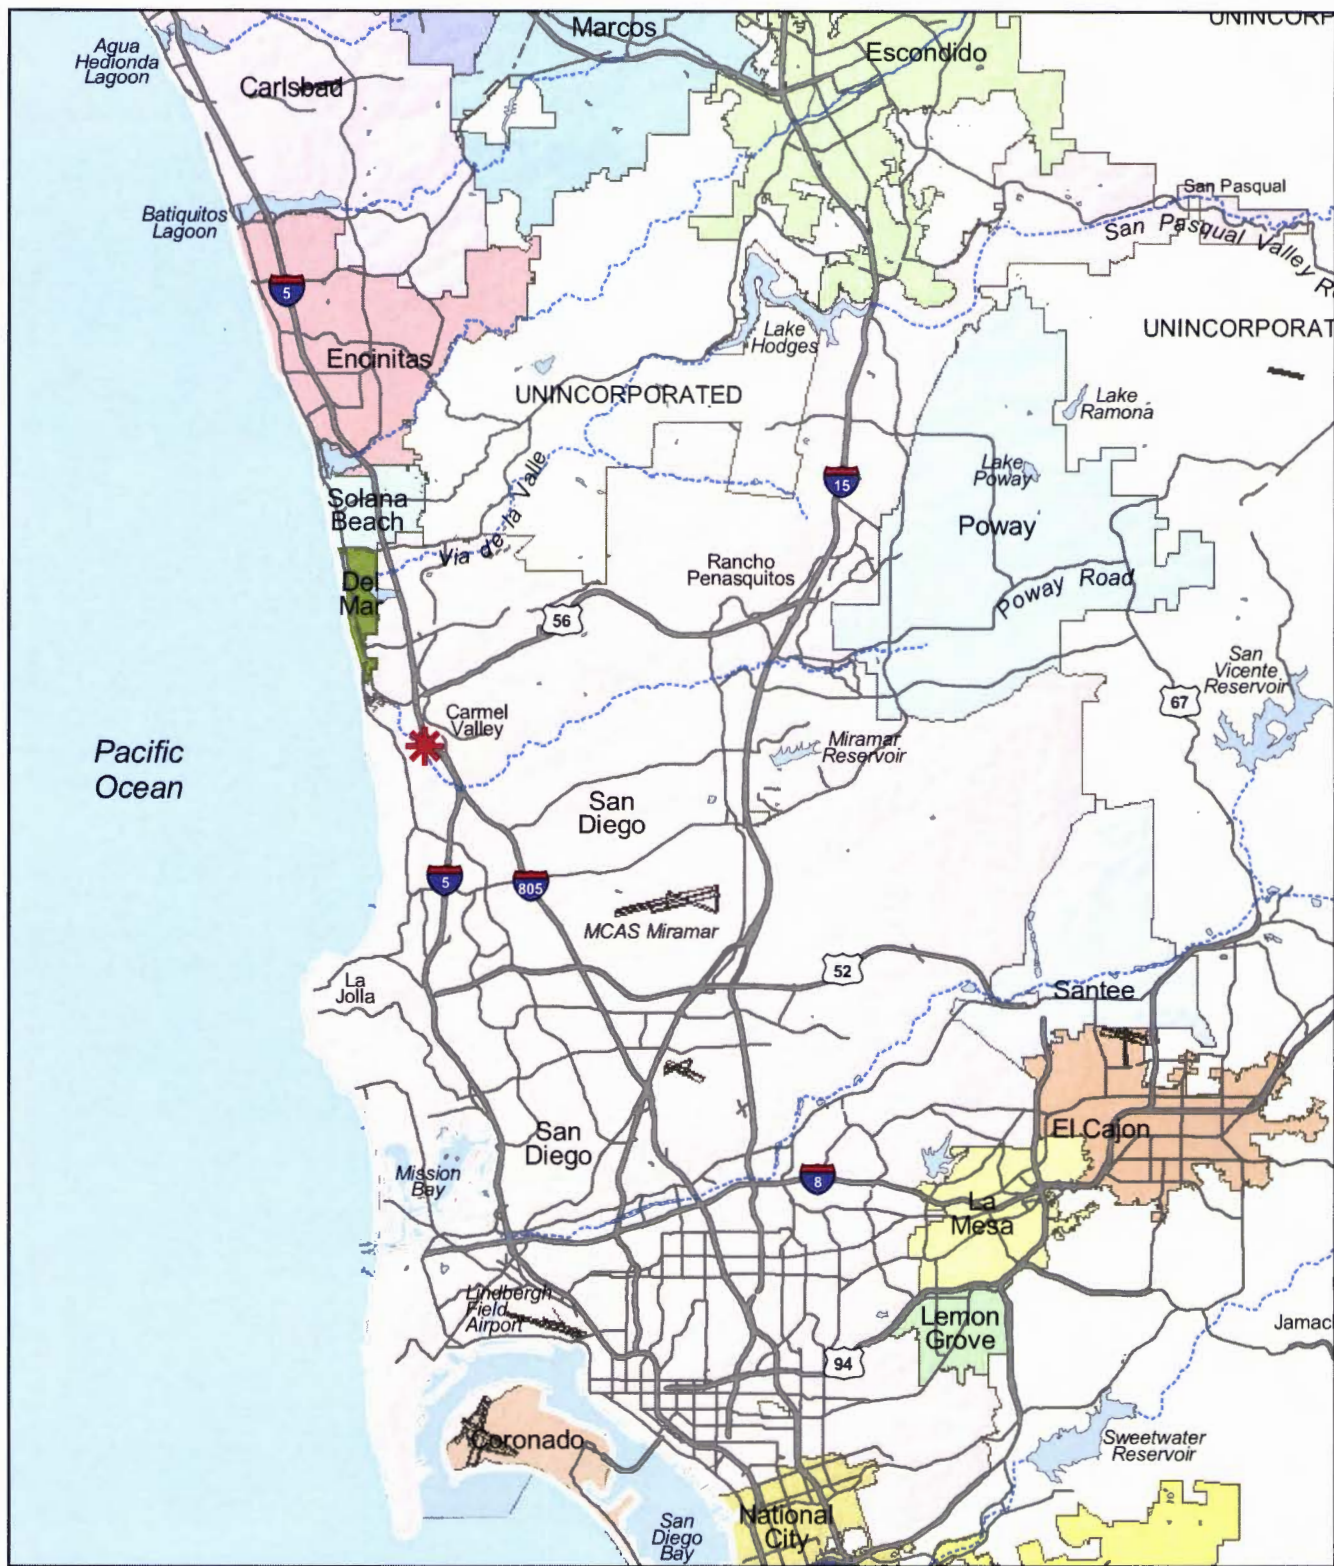 UNINCORP
Marcos
Escondido
Agua
Hedionda
Lagoon
Carlsbad
San Pasqual
Batiquitos
Lagoon
San Pasqual Valley R
5
UNINCORPORAT
Lake
Hodges
Encinitas
UNINCORPORATED
Lake
Ramona
15
Lake
Poway
Solana
Beach
Poway
Via de la Valle
Rancho
Penasquitos
Del
Mar
Poway Road
56
San
Vicente
Reservoir
67
Carmel
Valley
Miramar
Reservoir
Pacific
Ocean
San
Diego
5
805
MCAS Miramar
52
La
Jolla
Santee
El Cajon
San
Diego
Mission
Bay
8
La
Mesa
Lindbergh
Field
Airport
Lemon
Grove
Jamac
94
Coronado
Sweetwater
Reservoir
National
City
San
Diego
Bay